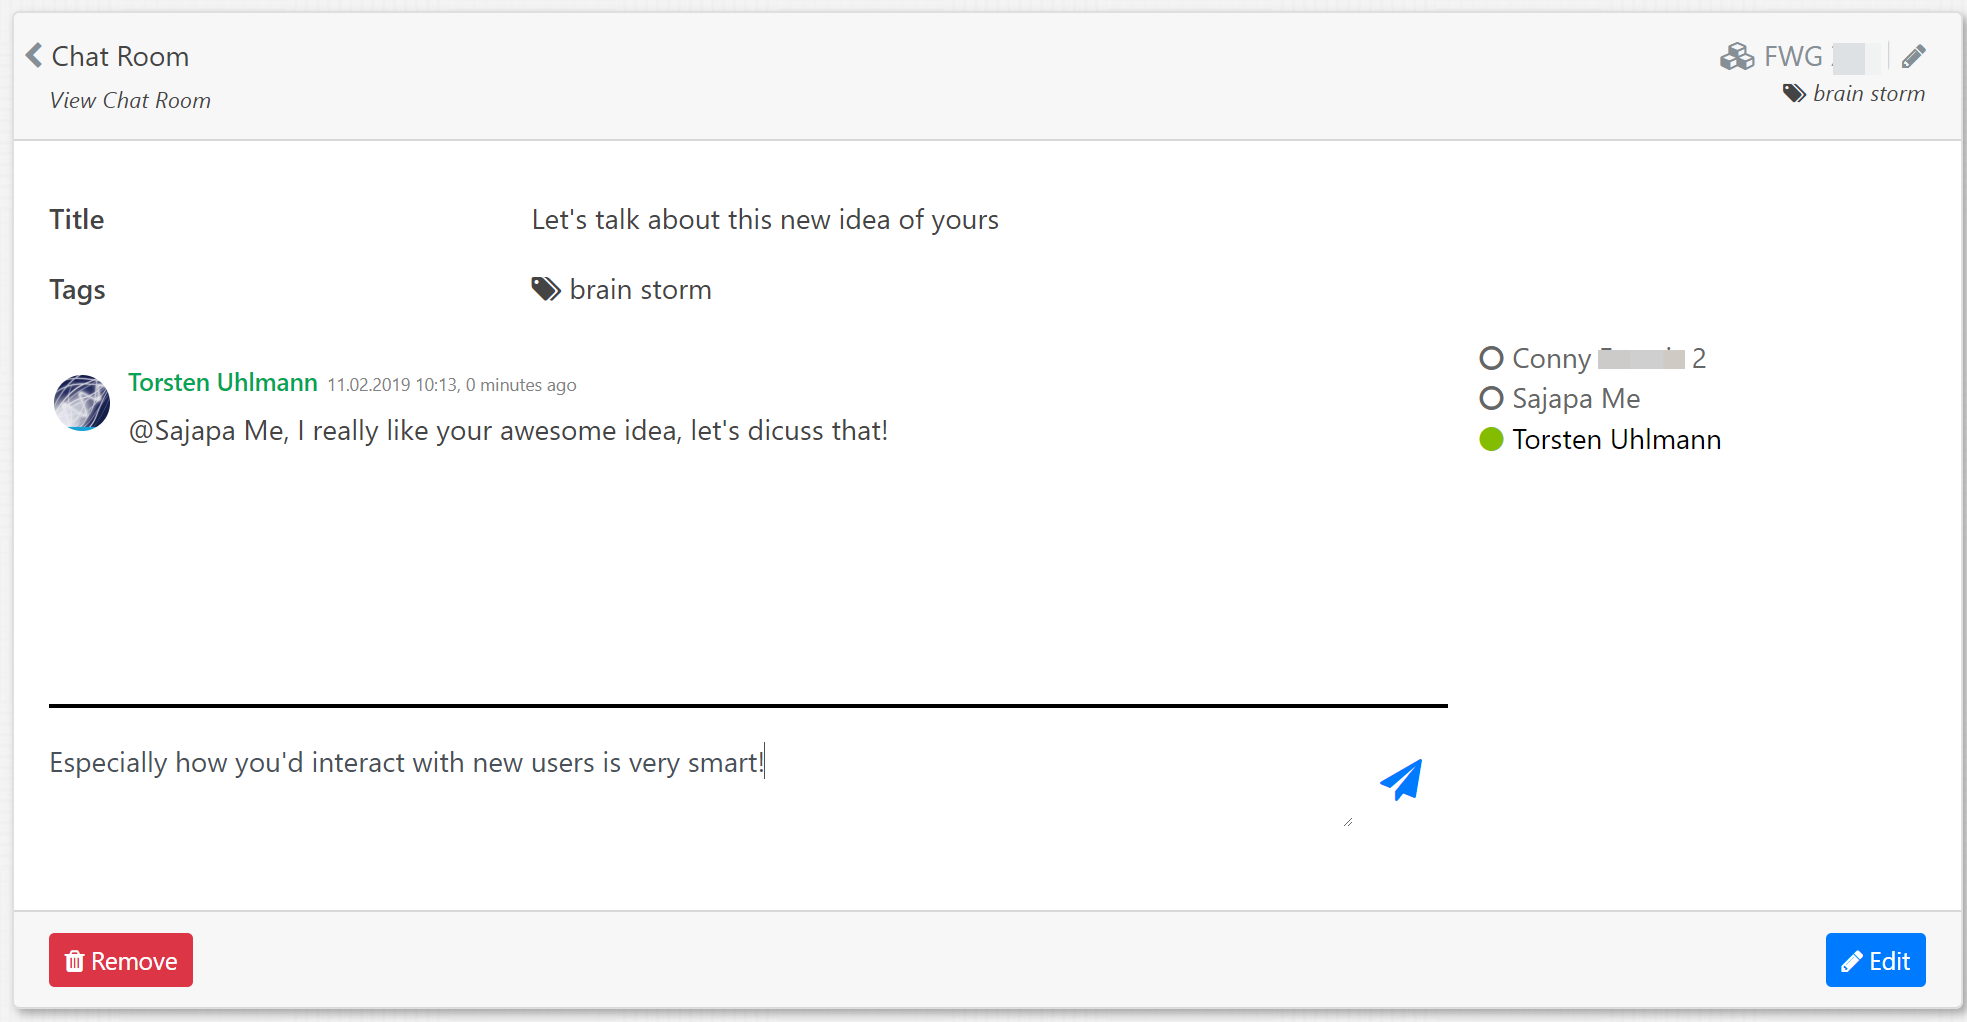 Chat Room
View Chat Room
FWG
brain storm
Title
Let's talk about this new idea of yours
Tags
brain storm
Torsten Uhlmann 11.02.2019 10:13, 0 minutes ago
@Sajapa Me, I really like your awesome idea, let's dicuss that!
Conny 2
Sajapa Me
Torsten Uhlmann
Especially how you'd interact with new users is very smart!
Remove
Edit